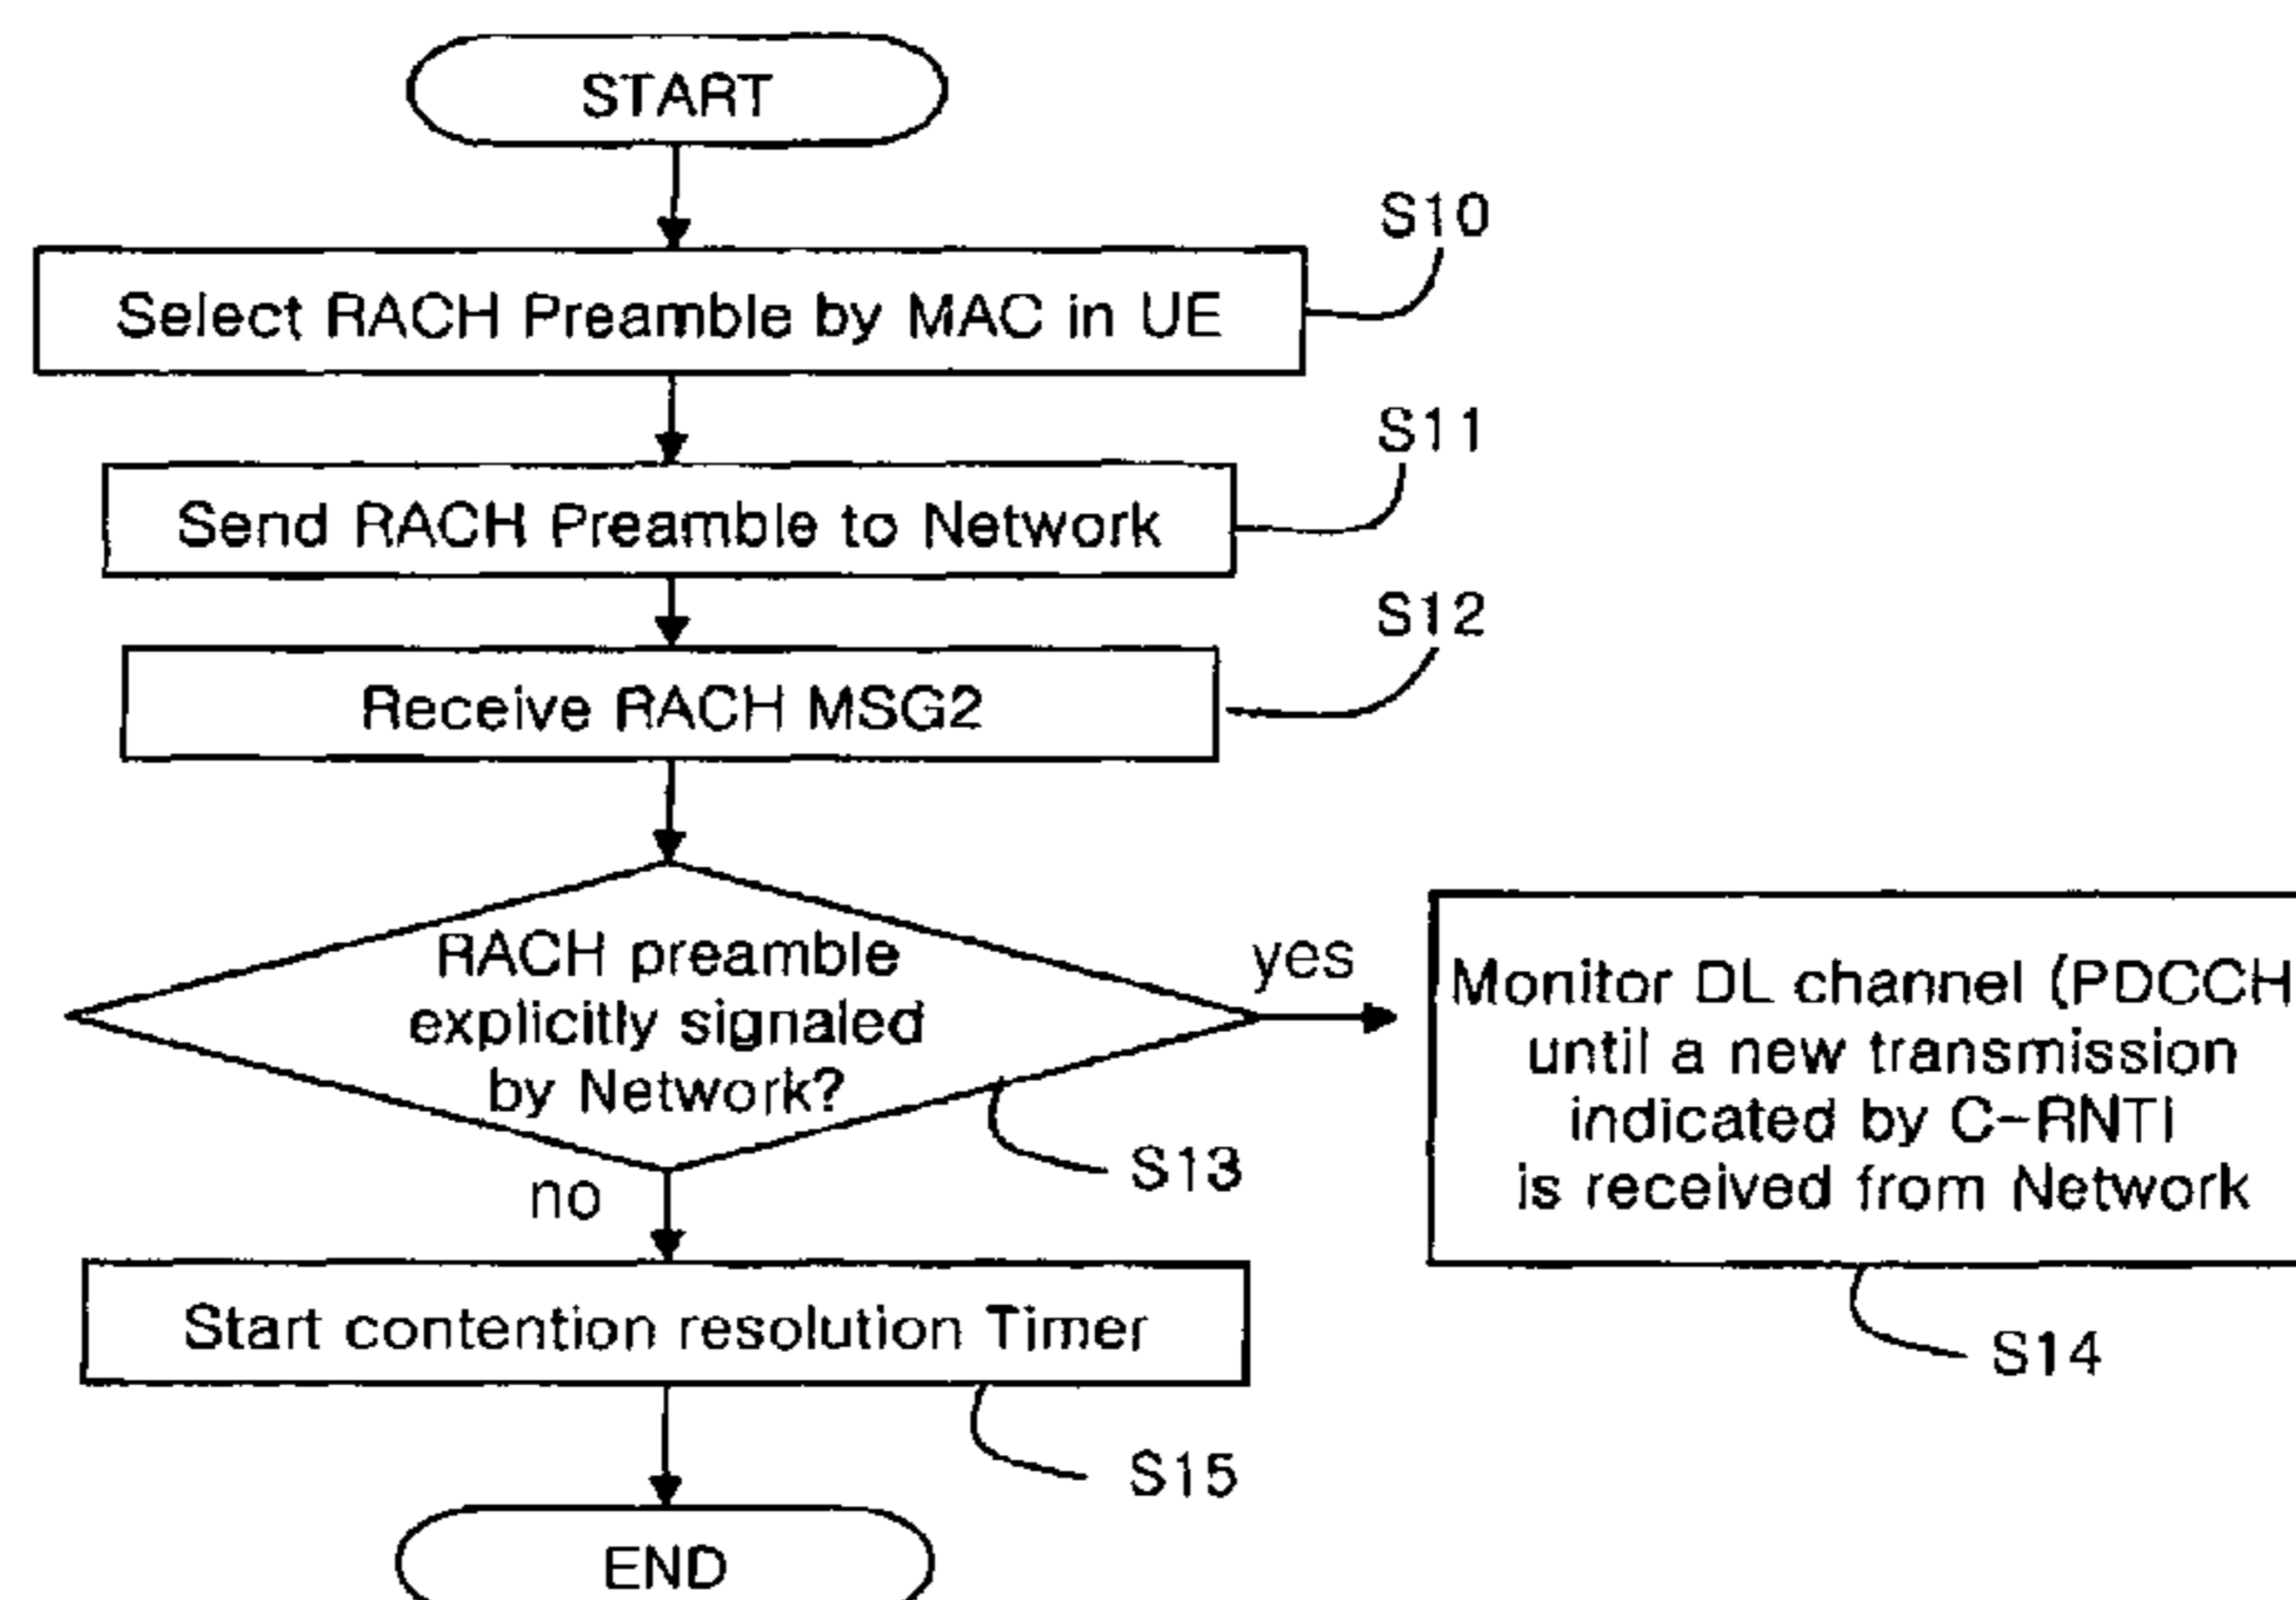 START
S10
Select RACH Preamble by MAC in UE
S11
Send RACH Preamble to Network
S12
Receive RACH MSG2
RACH preamble
explicitly signaled
by Network?
yes
Monitor DL channel (PDCCH
until a new transmission
indicated by C-RNTI
is received from Network
S13
no
S14
Start contention resolution Timer
S15
END